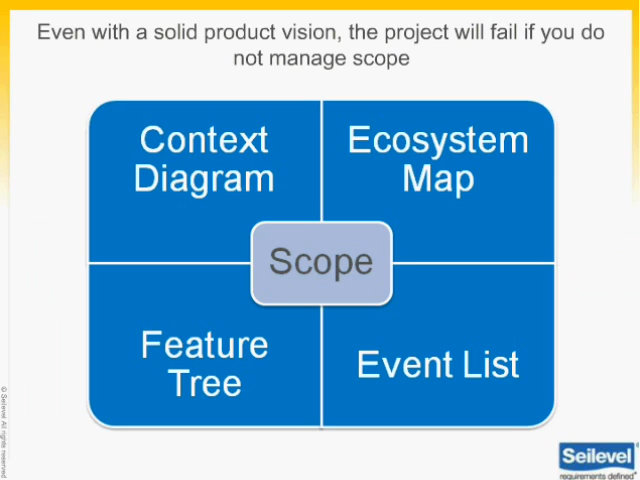 Even with a solid product vision, the project will fail if you do
not manage scope
Context
Diagram
Ecosystem
Map
Scope
Feature
Tree
Event List
© Seilevel All rights reserved
Seilevel
requirements defined